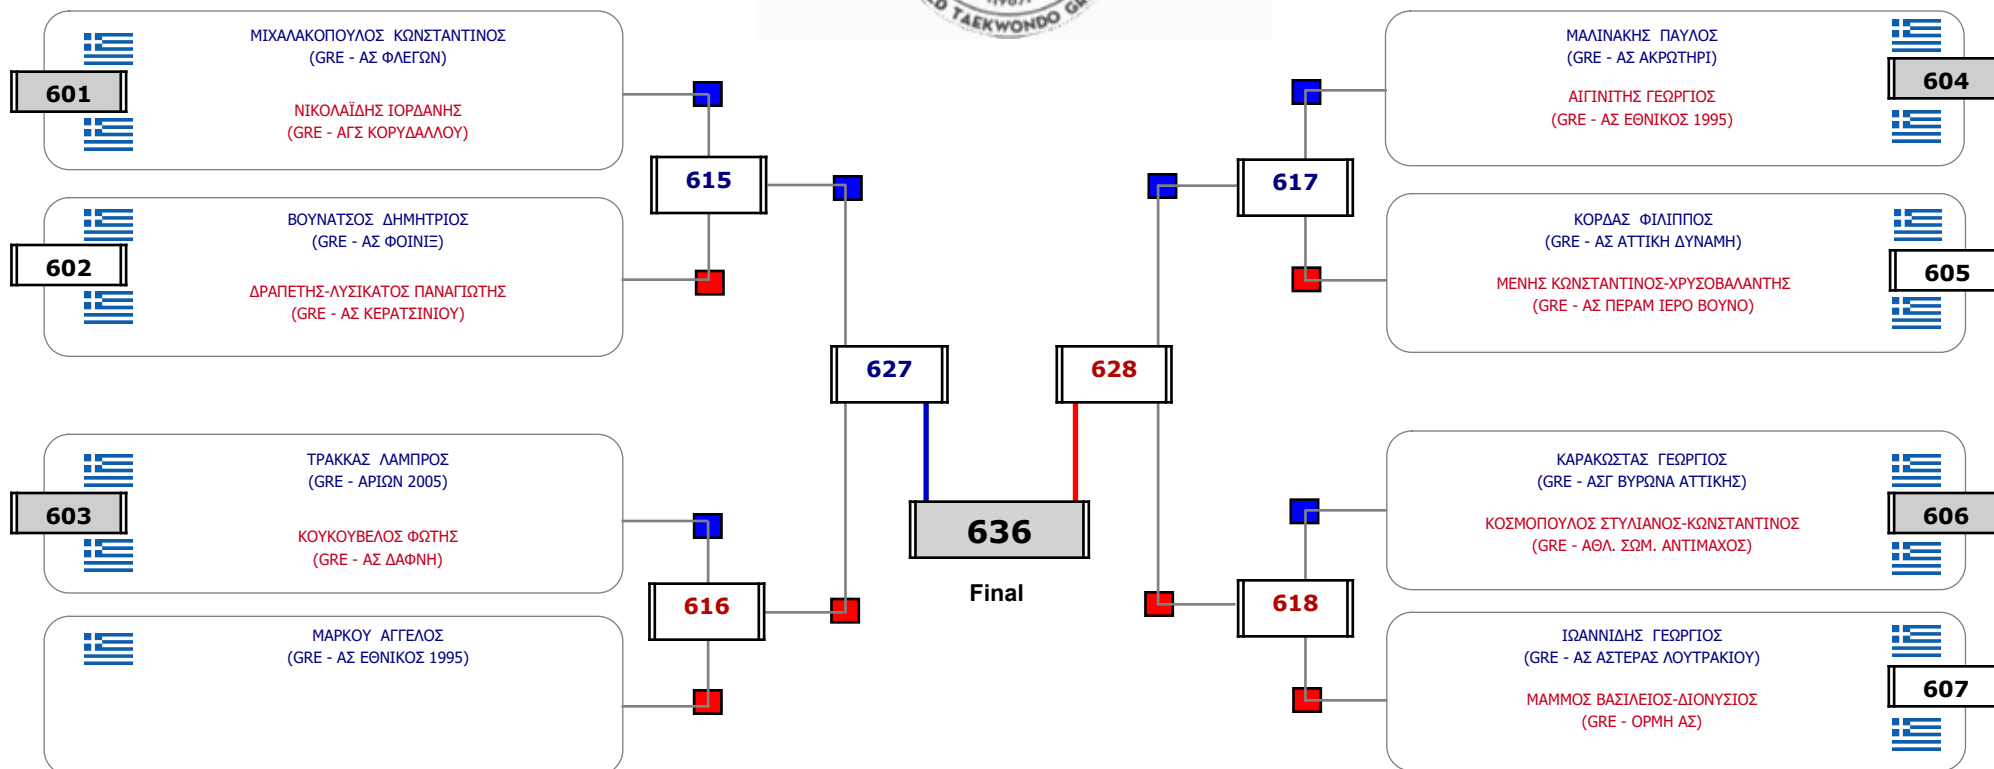 TAEKWONDO
ΜΙΧΑΛΑΚΟΠΟΥΛΟΣ ΚΩΝΣΤΑΝΤΙΝΟΣ
(GRE - ΑΣ ΦΛΕΓΩΝ)
601
ΝΙΚΟΛΑΪΔΗΣ ΙΟΡΔΑΝΗΣ
(GRE - ΑΓΣ ΚΟΡΥΔΑΛΛΟΥ)
615
ΒΟΥΝΑΤΣΟΣ ΔΗΜΗΤΡΙΟΣ
(GRE - ΑΣ ΦΟΙΝΙΞ)
602
ΔΡΑΠΕΤΗΣ-ΛΥΣΙΚΑΤΟΣ ΠΑΝΑΓΙΩΤΗΣ
(GRE - ΑΣ ΚΕΡΑΤΣΙΝΙΟΥ)
627
ΤΡΑΚΚΑΣ ΛΑΜΠΡΟΣ
(GRE - ΑΡΙΩΝ 2005)
603
ΚΟΥΚΟΥΒΕΛΟΣ ΦΩΤΗΣ
(GRE - ΑΣ ΔΑΦΝΗ)
616
ΜΑΡΚΟΥ ΑΓΓΕΛΟΣ
(GRE - ΑΣ ΕΘΝΙΚΟΣ 1995)
636
Final
ΜΑΛΙΝΑΚΗΣ ΠΑΥΛΟΣ
(GRE - ΑΣ ΑΚΡΩΤΗΡΙ)
604
ΑΙΓΙΝΙΤΗΣ ΓΕΩΡΓΙΟΣ
(GRE - ΑΣ ΕΘΝΙΚΟΣ 1995)
617
ΚΟΡΔΑΣ ΦΙΛΙΠΠΟΣ
(GRE - ΑΣ ΑΤΤΙΚΗ ΔΥΝΑΜΗ)
605
ΜΕΝΗΣ ΚΩΝΣΤΑΝΤΙΝΟΣ-ΧΡΥΣΟΒΑΛΑΝΤΗΣ
(GRE - ΑΣ ΠΕΡΑΜ ΙΕΡΟ ΒΟΥΝΟ)
628
ΚΑΡΑΚΩΣΤΑΣ ΓΕΩΡΓΙΟΣ
(GRE - ΑΣΓ ΒΥΡΩΝΑ ΑΤΤΙΚΗΣ)
606
ΚΟΣΜΟΠΟΥΛΟΣ ΣΤΥΛΙΑΝΟΣ-ΚΩΝΣΤΑΝΤΙΝΟΣ
(GRE - ΑΘΛ. ΣΩΜ. ΑΝΤΙΜΑΧΟΣ)
618
ΙΩΑΝΝΙΔΗΣ ΓΕΩΡΓΙΟΣ
(GRE - ΑΣ ΑΣΤΕΡΑΣ ΛΟΥΤΡΑΚΙΟΥ)
607
ΜΑΜΜΟΣ ΒΑΣΙΛΕΙΟΣ-ΔΙΟΝΥΣΙΟΣ
(GRE - ΟΡΜΗ ΑΣ)